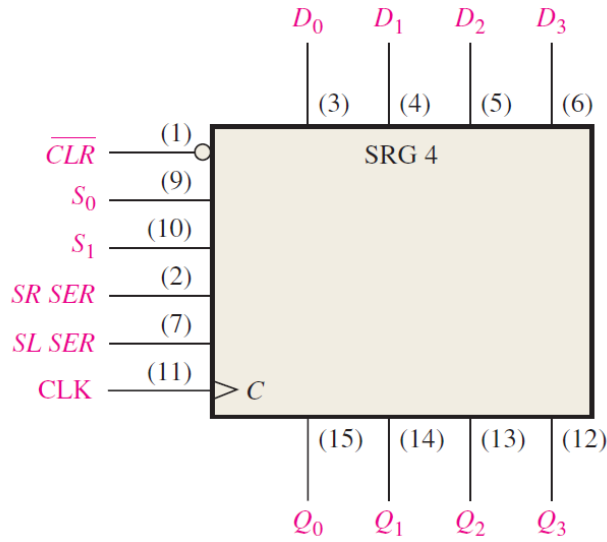 D₀ D₁ D₂ D₃
(3) (4) (5) (6)
SRG 4
C̅L̅R̅ (1)
S₀ (9)
S₁ (10)
SR SER (2)
SL SER (7)
CLK (11) C
(15) (14) (13) (12)
Q₀ Q₁ Q₂ Q₃